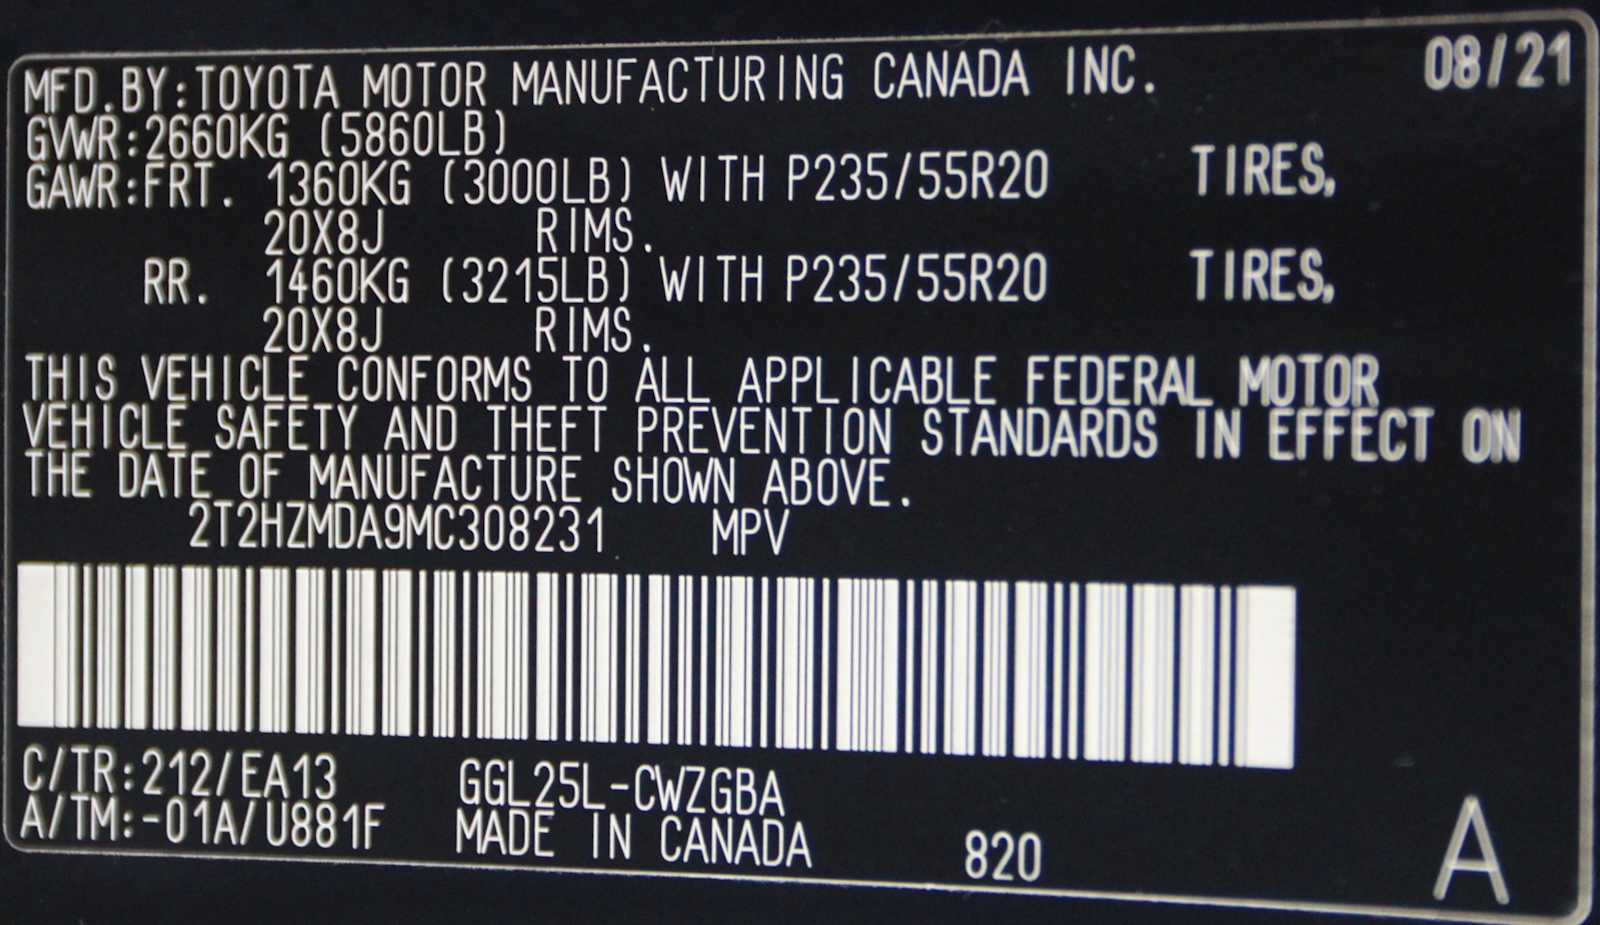 MFD.BY:TOYOTA MOTOR MANUFACTURING CANADA INC. 08/21
GVWR:2660KG (5860LB)
GAWR:FRT. 1360KG (3000LB) WITH P235/55R20 TIRES,
20X8J RIMS.
RR. 1460KG (3215LB) WITH P235/55R20 TIRES,
20X8J RIMS.
THIS VEHICLE CONFORMS TO ALL APPLICABLE FEDERAL MOTOR
VEHICLE SAFETY AND THEFT PREVENTION STANDARDS IN EFFECT ON
THE DATE OF MANUFACTURE SHOWN ABOVE.
2T2HZMDA9MC308231 MPV
C/TR:212/EA13 GGL25L-CWZGBA
A/TM:-01A/U881F MADE IN CANADA 820 A